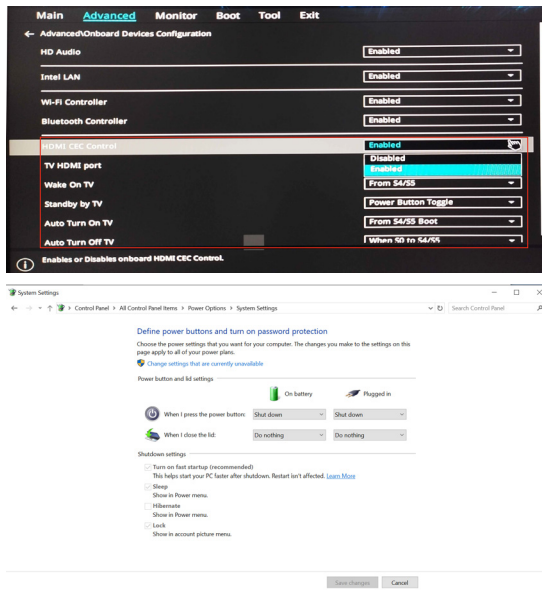 Main Advanced Monitor Boot Tool Exit
← Advanced\Onboard Devices Configuration
HD Audio Enabled
Intel LAN Enabled
Wi-Fi Controller Enabled
Bluetooth Controller Enabled
HDMI CEC Control Enabled
Disabled
Enabled
TV HDMI port
Wake On TV From S4/S5
Standby by TV Power Button Toggle
Auto Turn On TV From S4/S5 Boot
Auto Turn Off TV When S0 to S4/S5
Enables or Disables onboard HDMI CEC Control.
System Settings
Control Panel > All Control Panel Items > Power Options > System Settings Search Control Panel
Define power buttons and turn on password protection
Choose the power settings that you want for your computer. The changes you make to the settings on this
page apply to all of your power plans.
Change settings that are currently unavailable
Power button and lid settings
On battery Plugged in
When I press the power button: Shut down Shut down
When I close the lid: Do nothing Do nothing
Shutdown settings
Turn on fast startup (recommended)
This helps start your PC faster after shutdown. Restart isn't affected. Learn More
Sleep
Show in Power menu.
Hibernate
Show in Power menu.
Lock
Show in account picture menu.
Save changes Cancel